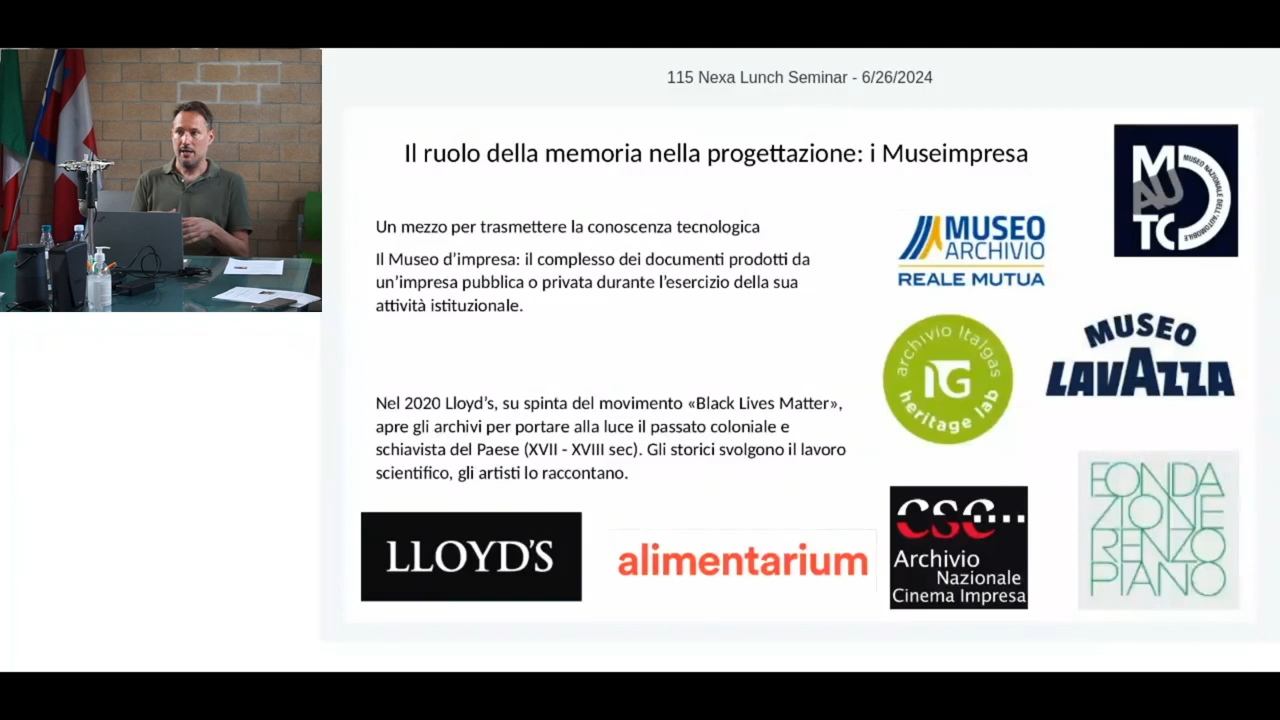 115 Nexa Lunch Seminar - 6/26/2024
Il ruolo della memoria nella progettazione: i Museimpresa
Un mezzo per trasmettere la conoscenza tecnologica
Il Museo d’impresa: il complesso dei documenti prodotti da
un’impresa pubblica o privata durante l’esercizio della sua
attività istituzionale.
Nel 2020 Lloyd’s, su spinta del movimento «Black Lives Matter»,
apre gli archivi per portare alla luce il passato coloniale e
schiavista del Paese (XVII - XVIII sec). Gli storici svolgono il lavoro
scientifico, gli artisti lo raccontano.
MAUTO
MUSEO NAZIONALE DELL'AUTOMOBILE
MUSEO
ARCHIVIO
REALE MUTUA
archivio Italgas
IG
heritage lab
MUSEO
LAVAZZA
LLOYD'S
alimentarium
csc...
Archivio
Nazionale
Cinema Impresa
FONDA
ZIONE
RENZO
PIANO